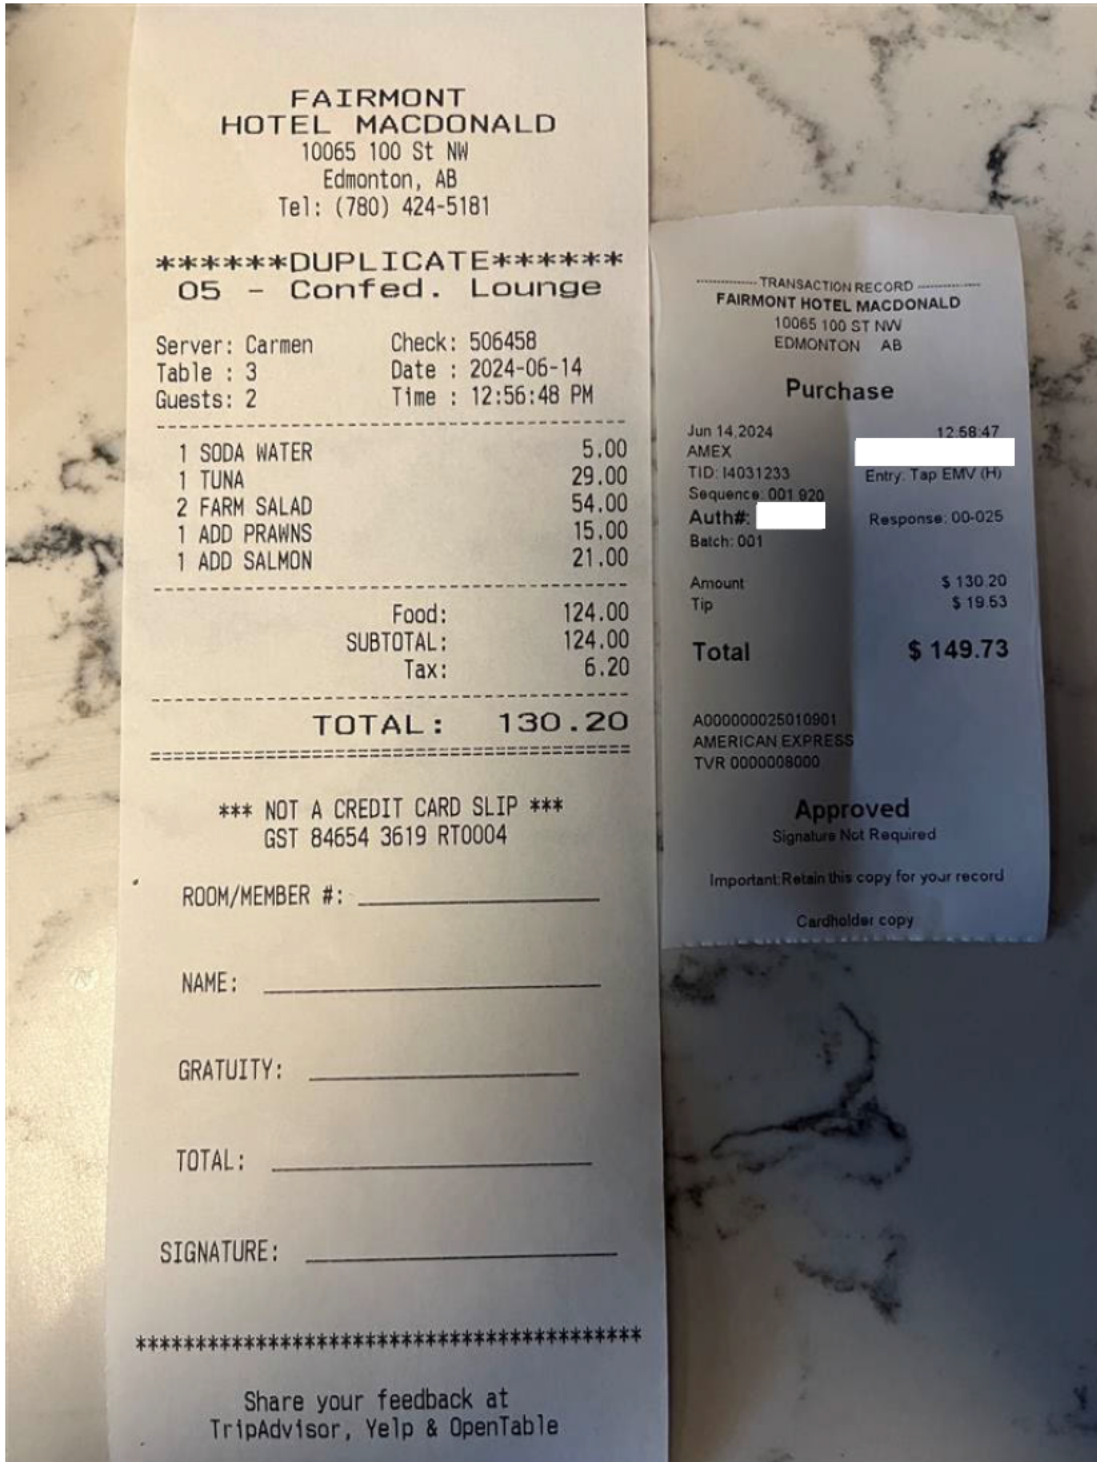 FAIRMONT
HOTEL MACDONALD
10065 100 St NW
Edmonton, AB
Tel: (780) 424-5181
******DUPLICATE******
05 - Confed. Lounge
Server: Carmen Check: 506458
Table : 3 Date : 2024-06-14
Guests: 2 Time : 12:56:48 PM
1 SODA WATER 5.00
1 TUNA 29.00
2 FARM SALAD 54.00
1 ADD PRAWNS 15.00
1 ADD SALMON 21.00
Food: 124.00
SUBTOTAL: 124.00
Tax: 6.20
TOTAL: 130.20
*** NOT A CREDIT CARD SLIP ***
GST 84654 3619 RT0004
ROOM/MEMBER #:
NAME:
GRATUITY:
TOTAL:
SIGNATURE:
******************************************
Share your feedback at
TripAdvisor, Yelp & OpenTable
TRANSACTION RECORD
FAIRMONT HOTEL MACDONALD
10065 100 ST NW
EDMONTON AB
Purchase
Jun 14,2024 12:58:47
AMEX
TID: I4031233 Entry: Tap EMV (H)
Sequence: 001 920
Auth#: Response: 00-025
Batch: 001
Amount $ 130.20
Tip $ 19.53
Total $ 149.73
A000000025010901
AMERICAN EXPRESS
TVR 0000008000
Approved
Signature Not Required
Important:Retain this copy for your record
Cardholder copy